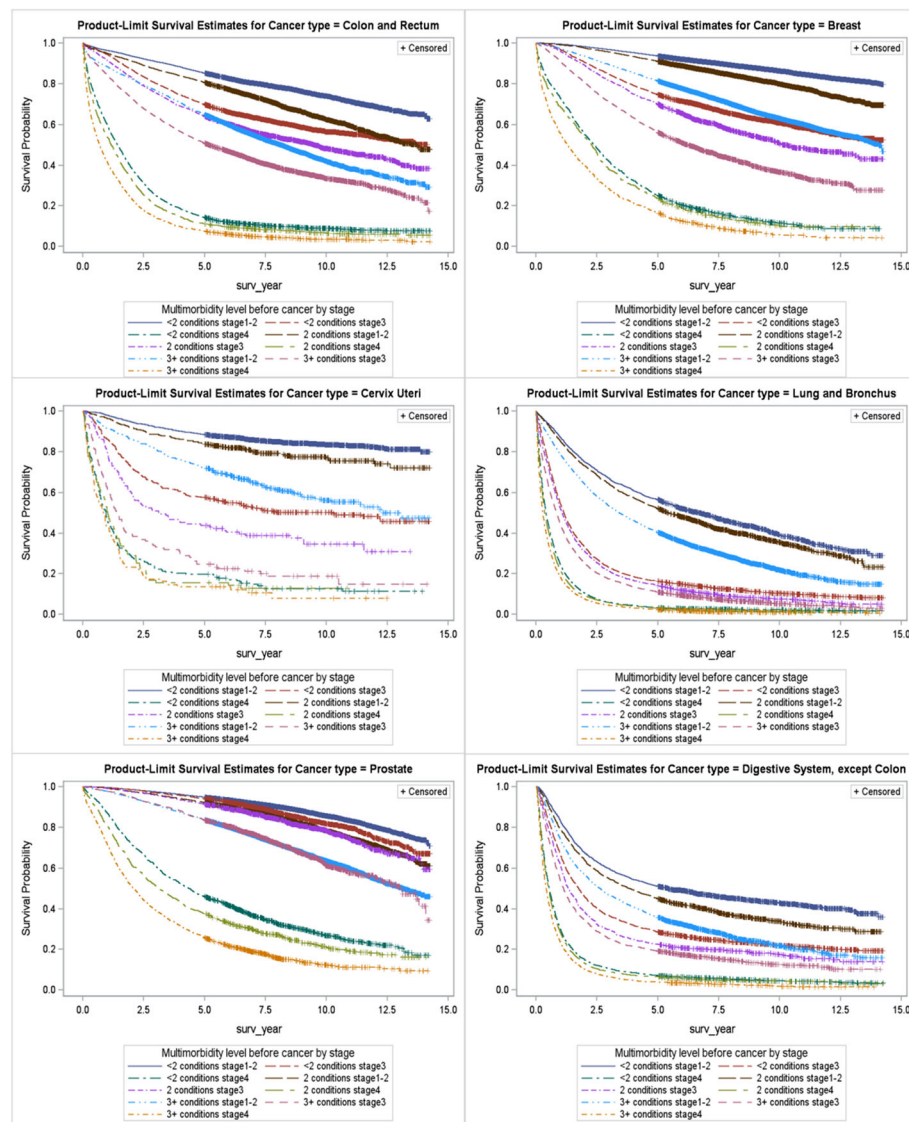 Product-Limit Survival Estimates for Cancer type = Colon and Rectum
+ Censored
1.0
0.8
0.6
0.4
0.2
0.0
Survival Probability
0.0 2.5 5.0 7.5 10.0 12.5 15.0
surv_year
Multimorbidity level before cancer by stage
<2 conditions stage1-2 <2 conditions stage3
<2 conditions stage4 2 conditions stage1-2
2 conditions stage3 2 conditions stage4
3+ conditions stage1-2 3+ conditions stage3
3+ conditions stage4
Product-Limit Survival Estimates for Cancer type = Breast
+ Censored
1.0
0.8
0.6
0.4
0.2
0.0
Survival Probability
0.0 2.5 5.0 7.5 10.0 12.5 15.0
surv_year
Multimorbidity level before cancer by stage
<2 conditions stage1-2 <2 conditions stage3
<2 conditions stage4 2 conditions stage1-2
2 conditions stage3 2 conditions stage4
3+ conditions stage1-2 3+ conditions stage3
3+ conditions stage4
Product-Limit Survival Estimates for Cancer type = Cervix Uteri
+ Censored
1.0
0.8
0.6
0.4
0.2
0.0
Survival Probability
0.0 2.5 5.0 7.5 10.0 12.5 15.0
surv_year
Multimorbidity level before cancer by stage
<2 conditions stage1-2 <2 conditions stage3
<2 conditions stage4 2 conditions stage1-2
2 conditions stage3 2 conditions stage4
3+ conditions stage1-2 3+ conditions stage3
3+ conditions stage4
Product-Limit Survival Estimates for Cancer type = Lung and Bronchus
+ Censored
1.0
0.8
0.6
0.4
0.2
0.0
Survival Probability
0.0 2.5 5.0 7.5 10.0 12.5 15.0
surv_year
Multimorbidity level before cancer by stage
<2 conditions stage1-2 <2 conditions stage3
<2 conditions stage4 2 conditions stage1-2
2 conditions stage3 2 conditions stage4
3+ conditions stage1-2 3+ conditions stage3
3+ conditions stage4
Product-Limit Survival Estimates for Cancer type = Prostate
+ Censored
1.0
0.8
0.6
0.4
0.2
0.0
Survival Probability
0.0 2.5 5.0 7.5 10.0 12.5 15.0
surv_year
Multimorbidity level before cancer by stage
<2 conditions stage1-2 <2 conditions stage3
<2 conditions stage4 2 conditions stage1-2
2 conditions stage3 2 conditions stage4
3+ conditions stage1-2 3+ conditions stage3
3+ conditions stage4
Product-Limit Survival Estimates for Cancer type = Digestive System, except Colon
+ Censored
1.0
0.8
0.6
0.4
0.2
0.0
Survival Probability
0.0 2.5 5.0 7.5 10.0 12.5 15.0
surv_year
Multimorbidity level before cancer by stage
<2 conditions stage1-2 <2 conditions stage3
<2 conditions stage4 2 conditions stage1-2
2 conditions stage3 2 conditions stage4
3+ conditions stage1-2 3+ conditions stage3
3+ conditions stage4